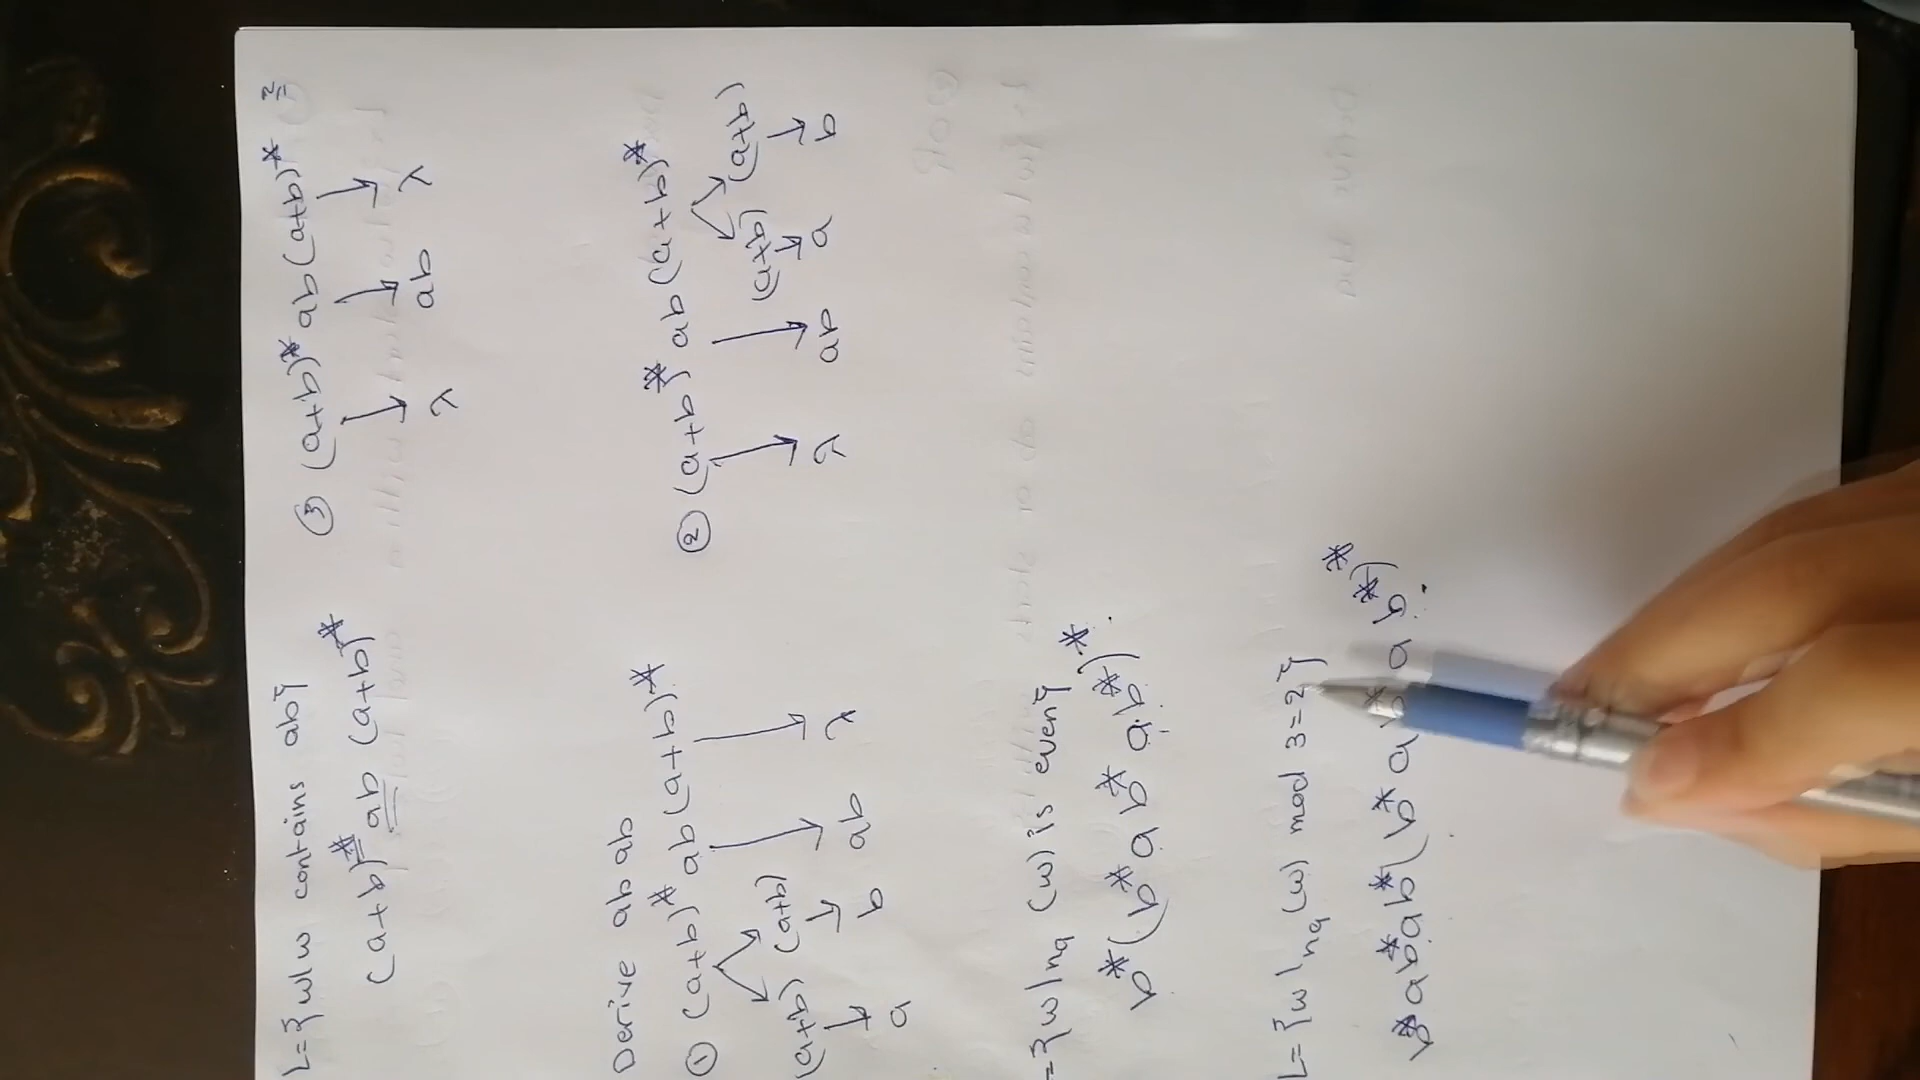 L={w|w contains ab}
(a+b)* ab (a+b)*
③ (a+b)* ab (a+b)* =?
λ ab λ
Derive abab
① (a+b)* ab (a+b)*
(a+b) (a+b) ab λ
a b
② (a+b)* ab (a+b)*
λ ab (a+b) (a+b)
a b
={w|na(w) is even}
b*(b*ab*ab*)*.
L={w|na(w) mod 3=2}
b*ab*ab*(b*ab*ab*)*